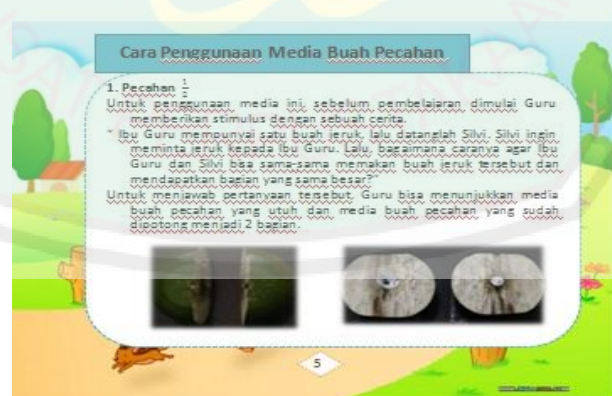 Cara Penggunaan Media Buah Pecahan
1. Pecahan 1/2
Untuk penggunaan media ini, sebelum pembelajaran dimulai Guru
memberikan stimulus dengan sebuah cerita.
" Ibu Guru mempunyai satu buah jeruk, lalu datanglah Silvi. Silvi ingin
meminta jeruk kepada Ibu Guru. Lalu, bagaimana caranya agar Ibu
Guru dan Silvi bisa sama-sama memakan buah jeruk tersebut dan
mendapatkan bagian yang sama besar?"
Untuk menjawab pertanyaan tersebut, Guru bisa menunjukkan media
buah pecahan yang utuh dan media buah pecahan yang sudah
dipotong menjadi 2 bagian.
5